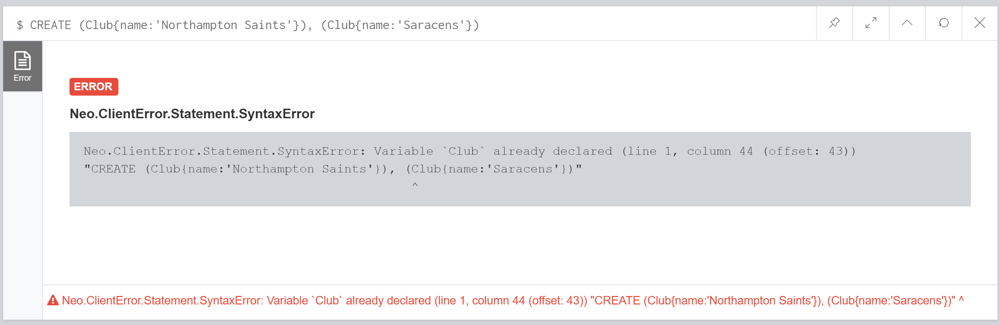 $ CREATE (Club{name:'Northampton Saints'}), (Club{name:'Saracens'})
Error
ERROR
Neo.ClientError.Statement.SyntaxError
Neo.ClientError.Statement.SyntaxError: Variable `Club` already declared (line 1, column 44 (offset: 43))
"CREATE (Club{name:'Northampton Saints'}), (Club{name:'Saracens'})"
^
Neo.ClientError.Statement.SyntaxError: Variable `Club` already declared (line 1, column 44 (offset: 43)) "CREATE (Club{name:'Northampton Saints'}), (Club{name:'Saracens'})" ^